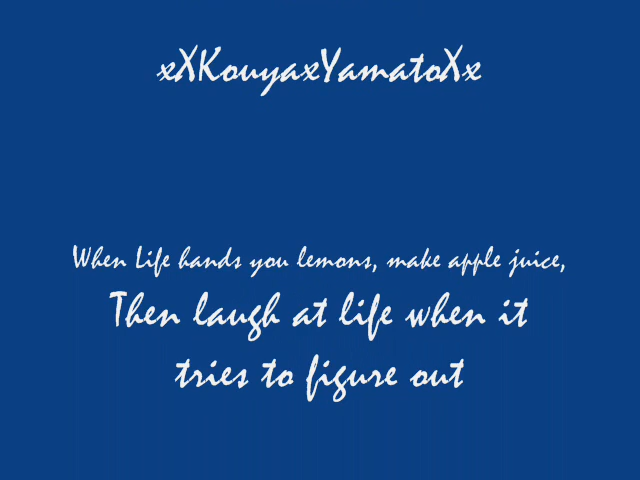 xXKouyaxYamatoXx
When Life hands you lemons, make apple juice,
Then laugh at life when it
tries to figure out